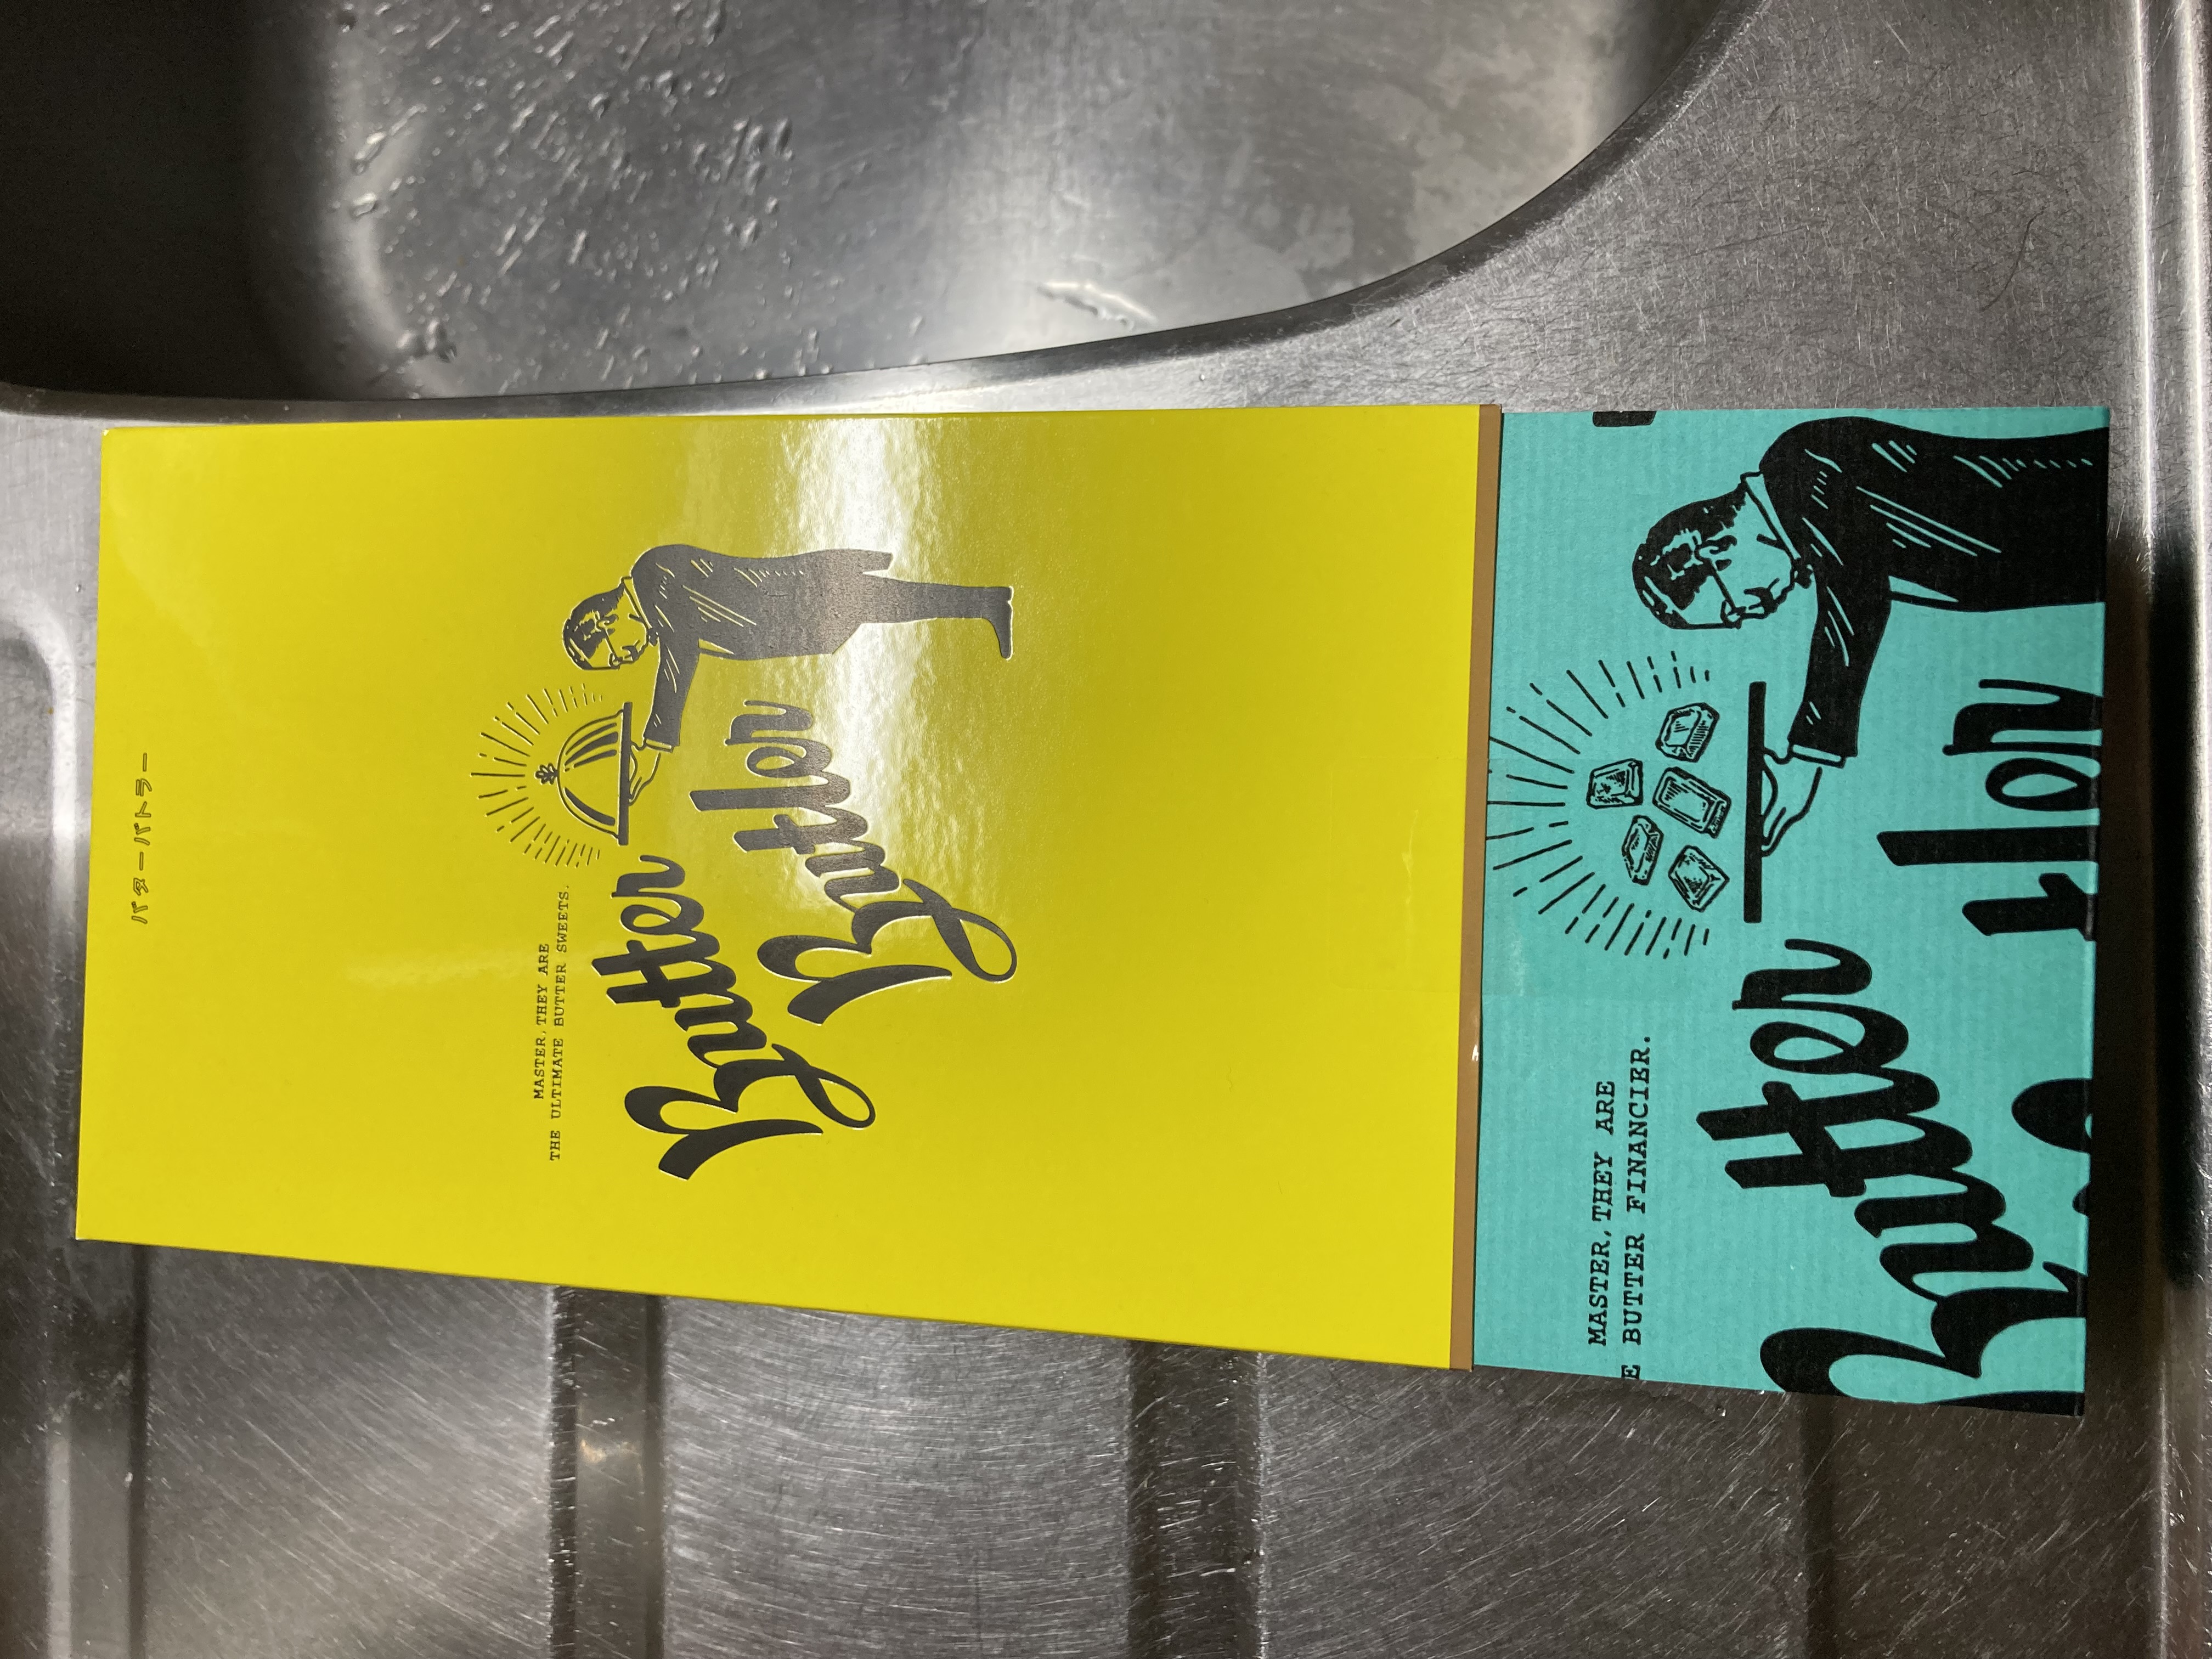 バターバトラー
MASTER, THEY ARE
THE ULTIMATE BUTTER SWEETS.
Butter
Butler
MASTER, THEY ARE
E BUTTER FINANCIER.
Butter